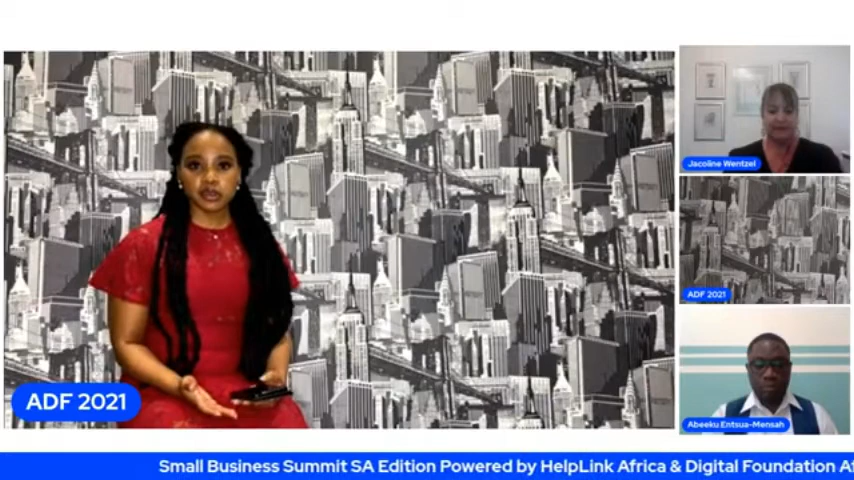 Jacoline Wentzel
ADF 2021
ADF 2021
Abeeku Entsua-Mensah
Small Business Summit SA Edition Powered by HelpLink Africa & Digital Foundation Af